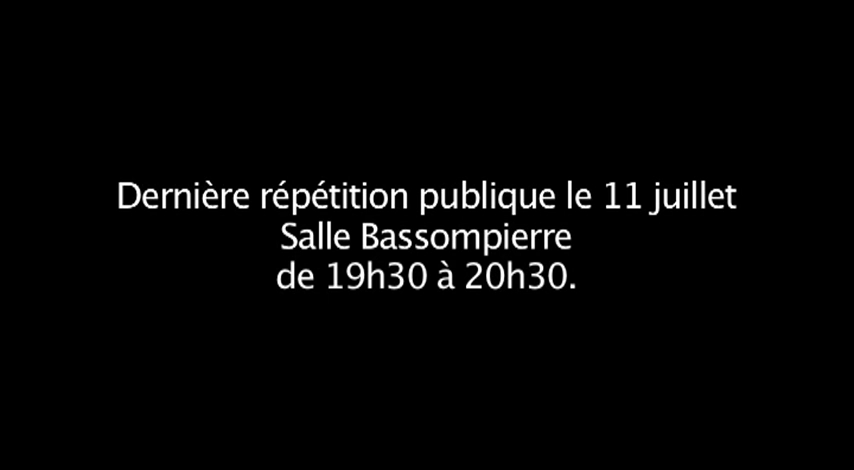 Dernière répétition publique le 11 juillet
Salle Bassompierre
de 19h30 à 20h30.